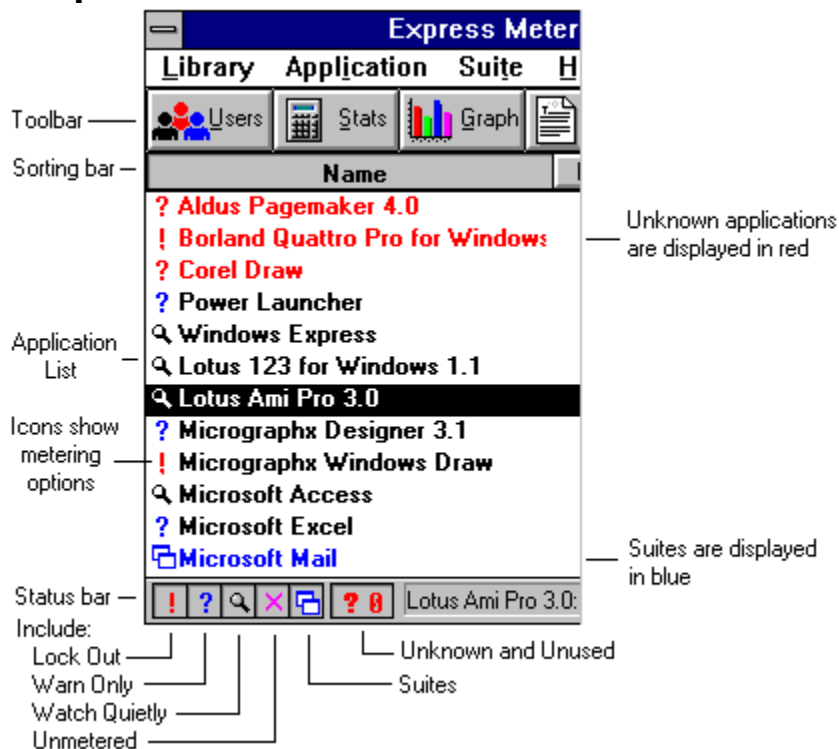 Express Meter
Library Application Suite H
Toolbar
Users Stats Graph
Sorting bar
Name
? Aldus Pagemaker 4.0
! Borland Quattro Pro for Windows
? Corel Draw
Unknown applications
are displayed in red
? Power Launcher
Windows Express
Application
List
Lotus 123 for Windows 1.1
Lotus Ami Pro 3.0
Icons show
metering
options
? Micrographx Designer 3.1
! Micrographx Windows Draw
Microsoft Access
? Microsoft Excel
Microsoft Mail
Suites are displayed
in blue
Status bar
! ? ? 0 Lotus Ami Pro 3.0:
Include:
Lock Out
Warn Only
Watch Quietly
Unmetered
Unknown and Unused
Suites